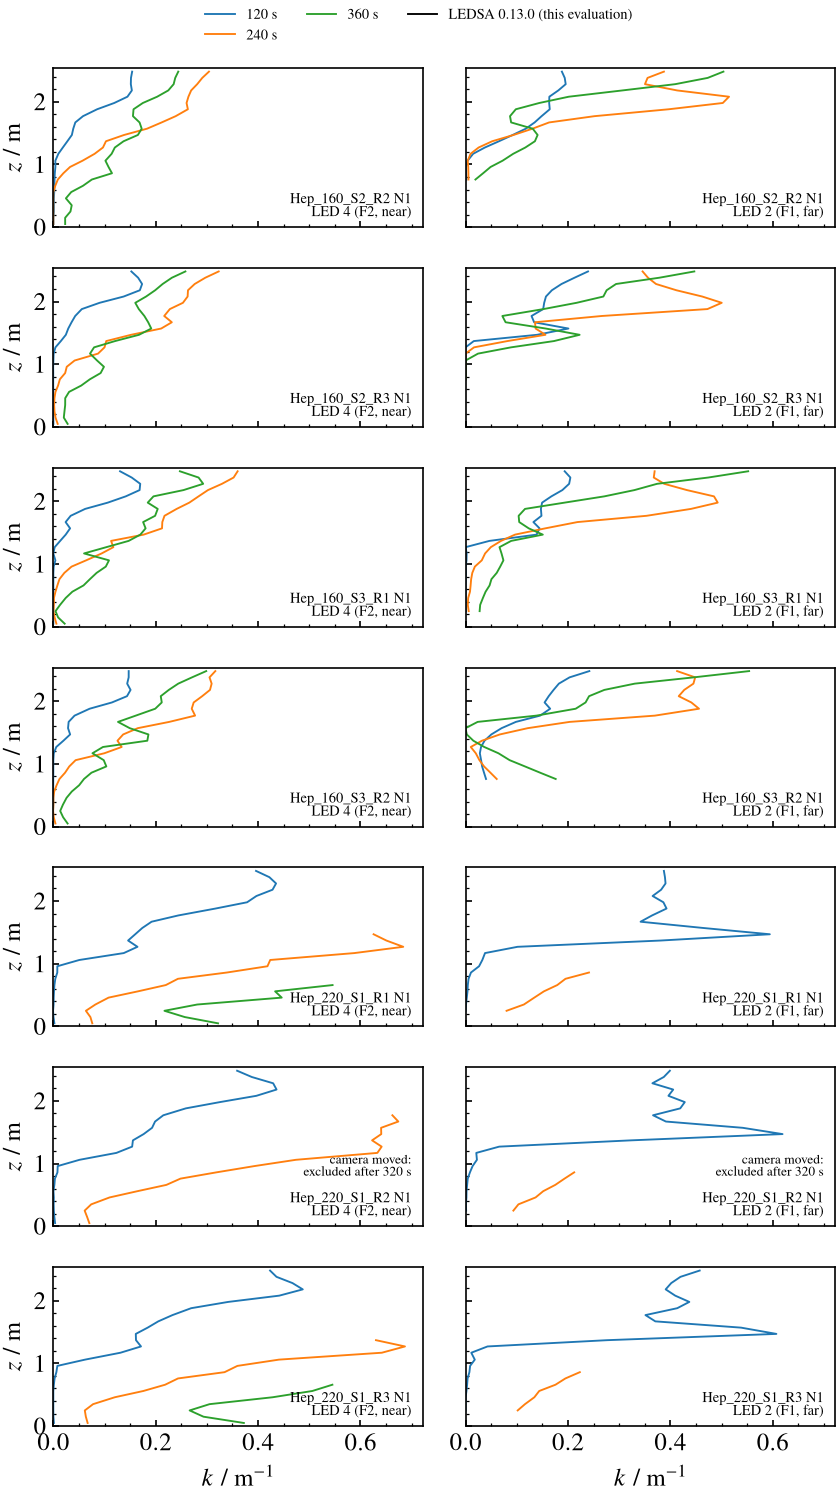 120 s
360 s
LEDSA 0.13.0 (this evaluation)
240 s
2
1
0
z / m
Hep_160_S2_R2 N1
LED 4 (F2, near)
Hep_160_S2_R2 N1
LED 2 (F1, far)
2
1
0
z / m
Hep_160_S2_R3 N1
LED 4 (F2, near)
Hep_160_S2_R3 N1
LED 2 (F1, far)
2
1
0
z / m
Hep_160_S3_R1 N1
LED 4 (F2, near)
Hep_160_S3_R1 N1
LED 2 (F1, far)
2
1
0
z / m
Hep_160_S3_R2 N1
LED 4 (F2, near)
Hep_160_S3_R2 N1
LED 2 (F1, far)
2
1
0
z / m
Hep_220_S1_R1 N1
LED 4 (F2, near)
Hep_220_S1_R1 N1
LED 2 (F1, far)
2
1
0
z / m
camera moved:
excluded after 320 s
Hep_220_S1_R2 N1
LED 4 (F2, near)
camera moved:
excluded after 320 s
Hep_220_S1_R2 N1
LED 2 (F1, far)
2
1
0
z / m
Hep_220_S1_R3 N1
LED 4 (F2, near)
Hep_220_S1_R3 N1
LED 2 (F1, far)
0.0 0.2 0.4 0.6
0.0 0.2 0.4 0.6
k / m⁻¹
k / m⁻¹